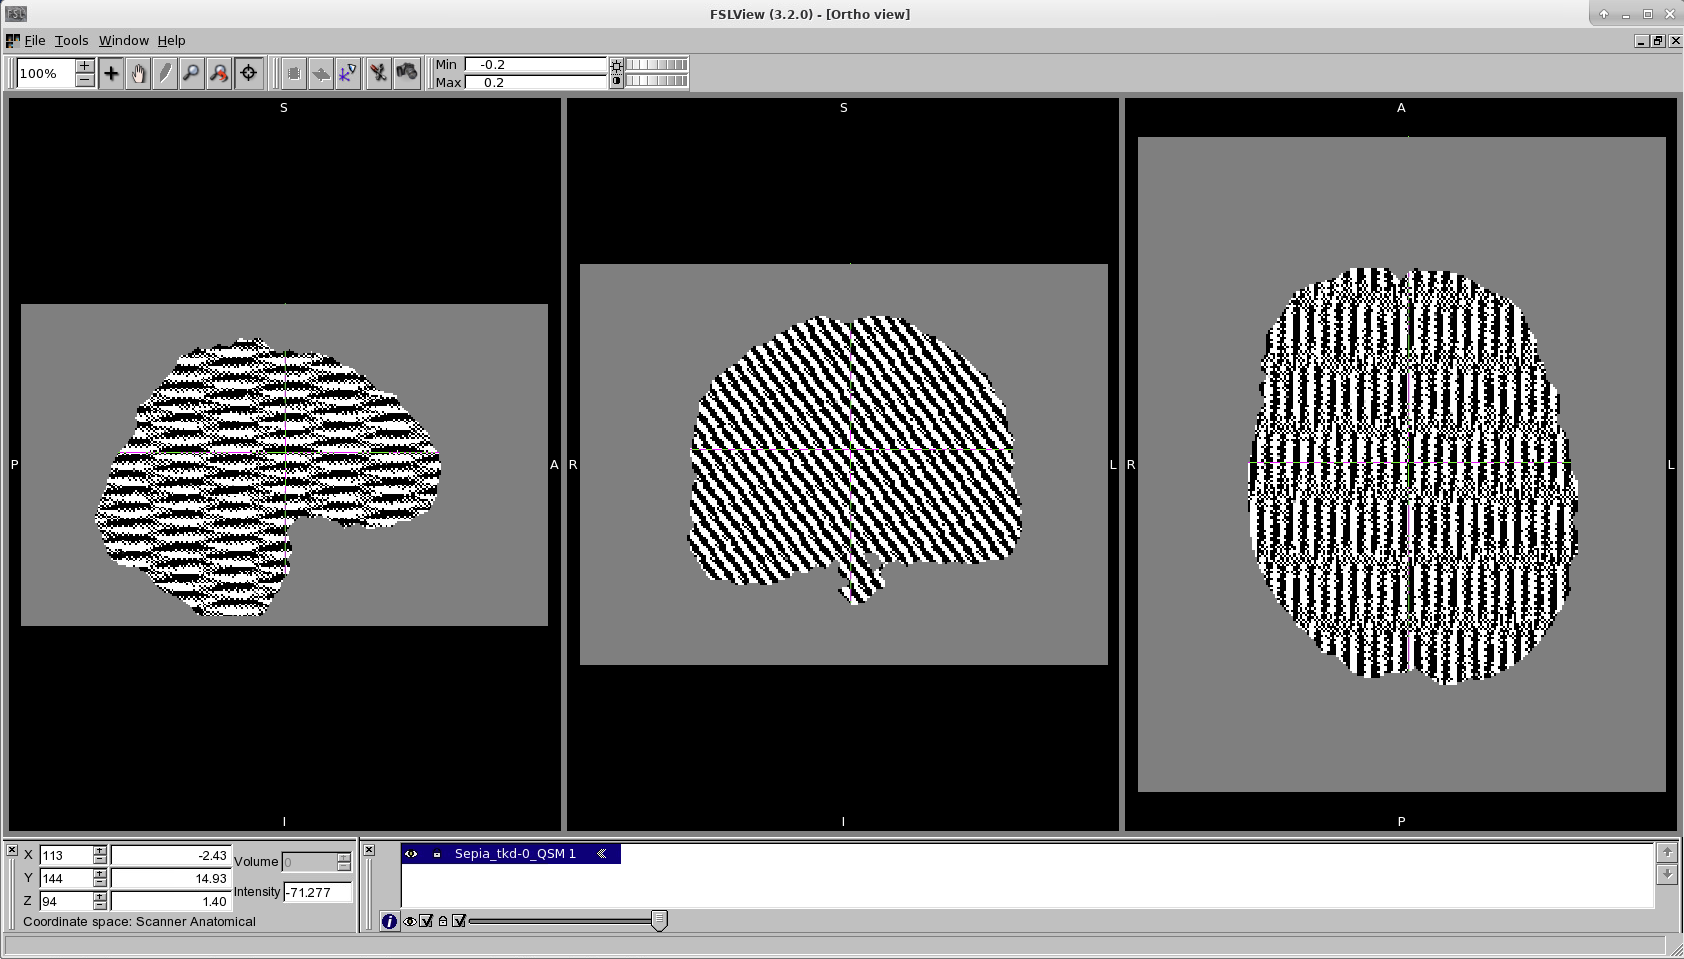 FSLView (3.2.0) - [Ortho view]
FSL
File Tools Window Help
100%
Min -0.2
Max 0.2
S
S
A
P
A
R
L
R
L
I
I
P
X 113 -2.43
Y 144 14.93
Z 94 1.40
Volume 0
Intensity -71.277
Coordinate space: Scanner Anatomical
Sepia_tkd-0_QSM 1
i